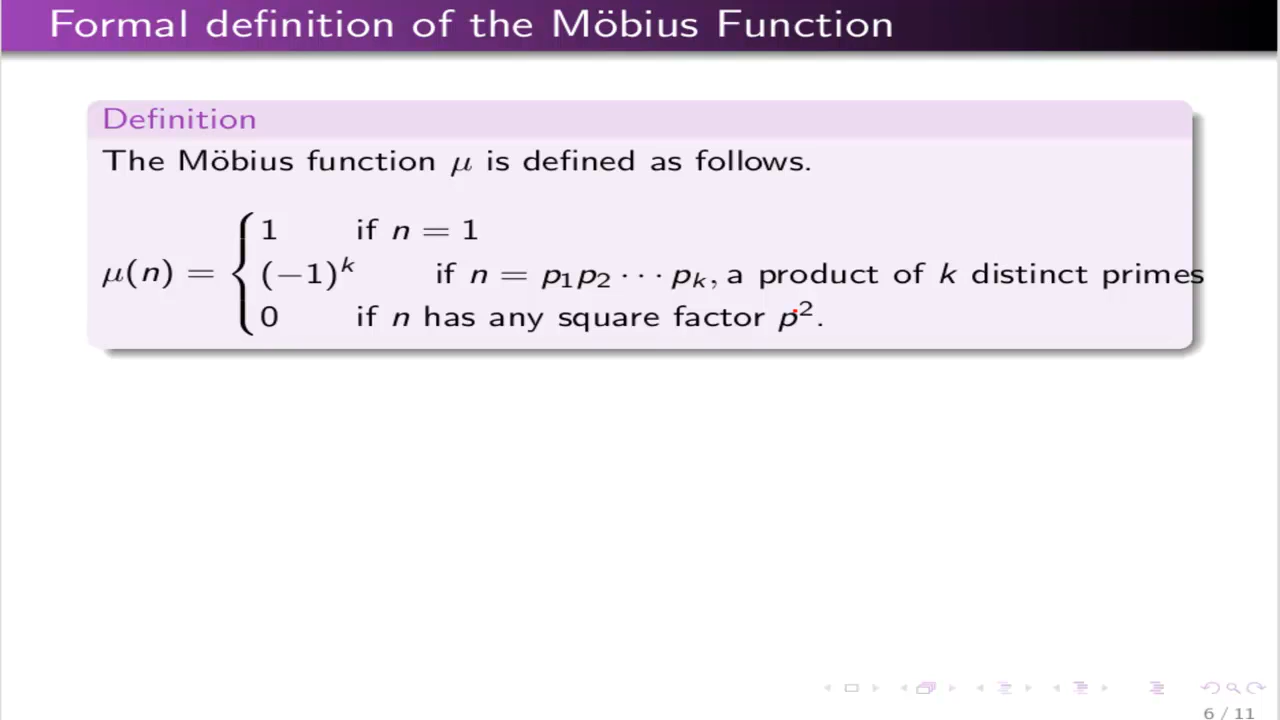 Formal definition of the Möbius Function
Definition
The Möbius function μ is defined as follows.
1 if n = 1
μ(n) = { (−1)^k if n = p₁p₂ ⋯ pₖ, a product of k distinct primes
0 if n has any square factor p².
6 / 11